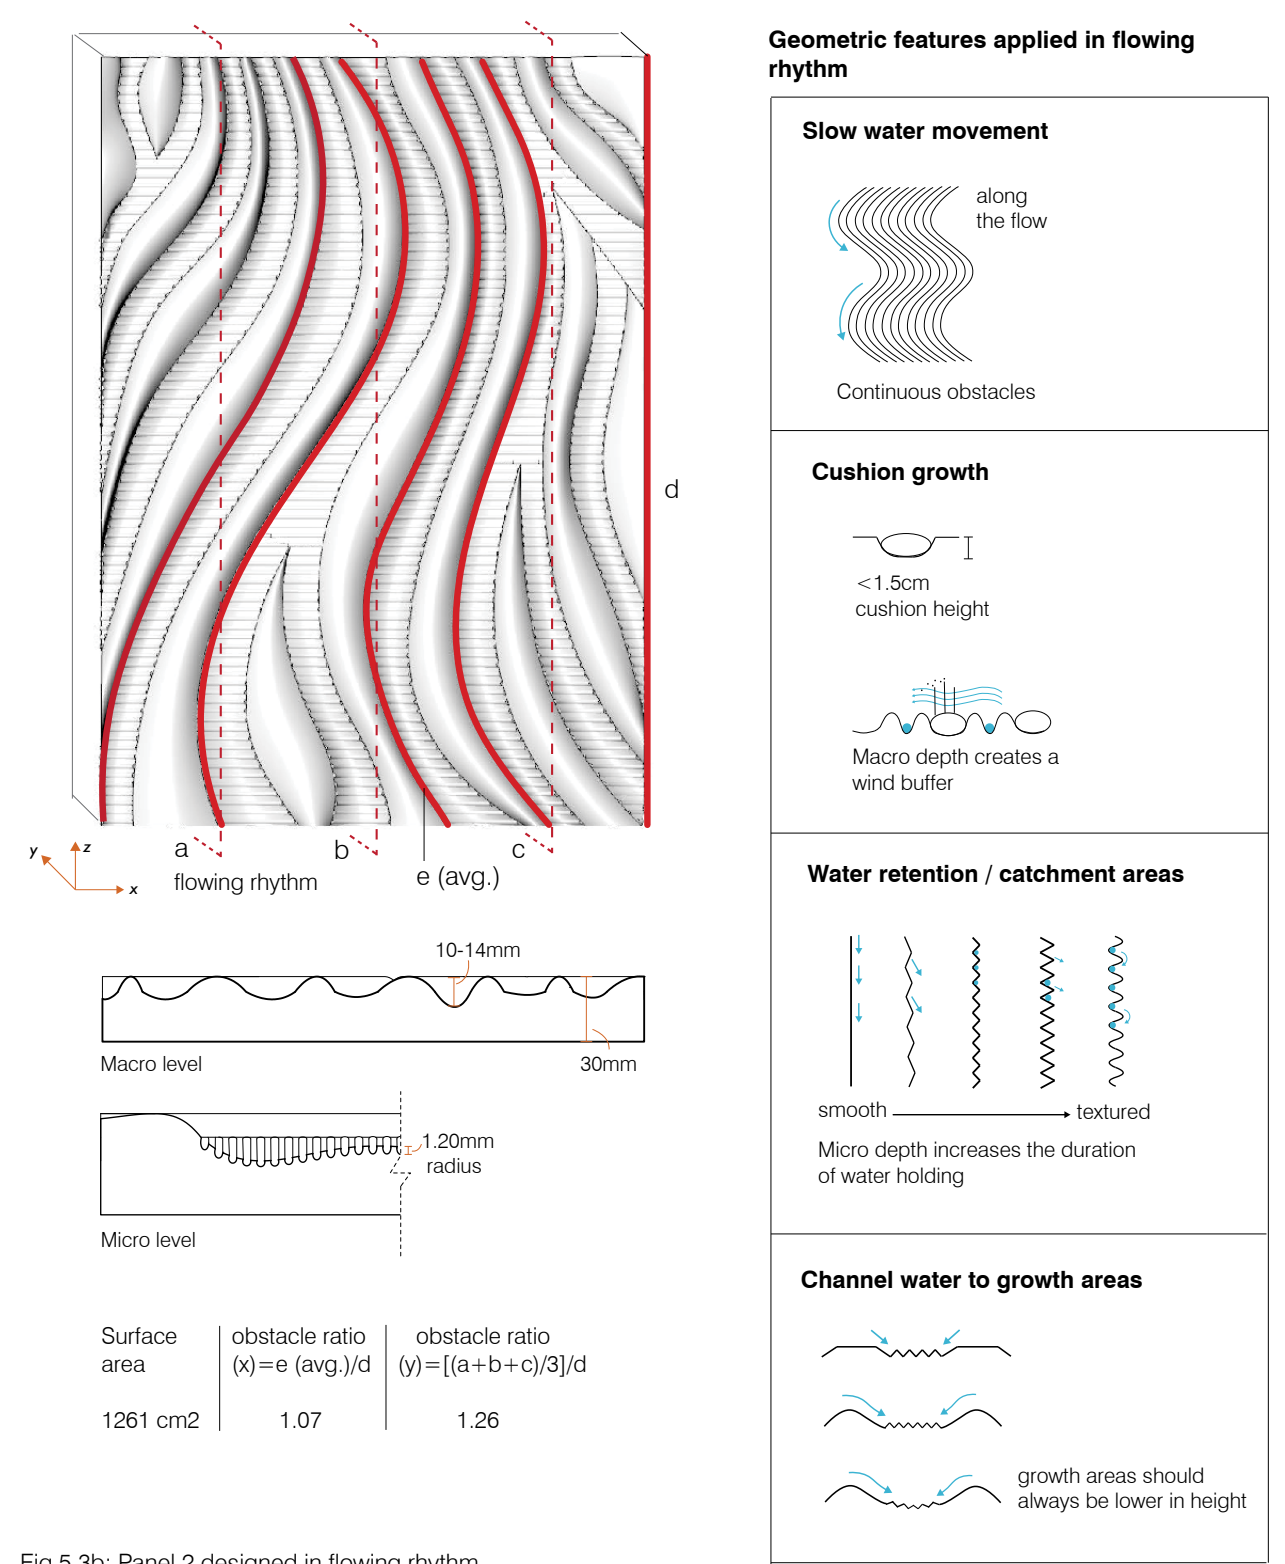 Geometric features applied in flowing
rhythm
Slow water movement
along
the flow
Continuous obstacles
Cushion growth
<1.5cm
cushion height
Macro depth creates a
wind buffer
Water retention / catchment areas
smooth
textured
Micro depth increases the duration
of water holding
Channel water to growth areas
growth areas should
always be lower in height
d
y
z
x
a
b
c
flowing rhythm
e (avg.)
10-14mm
Macro level
30mm
1.20mm
radius
Micro level
Surface
area
obstacle ratio
(x)=e (avg.)/d
obstacle ratio
(y)=[(a+b+c)/3]/d
1261 cm2
1.07
1.26
Fig 5.3b: Panel 2 designed in flowing rhythm